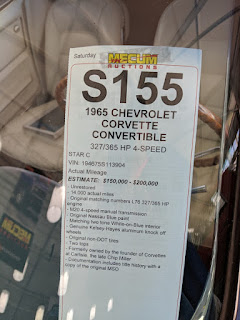 Saturday
MECUM
AUCTIONS
S155
1965 CHEVROLET
CORVETTE
CONVERTIBLE
327/365 HP 4-SPEED
STAR C
VIN: 194675S113904
Actual Mileage
ESTIMATE: $150,000 - $200,000
- Unrestored
- 14,000 actual miles
- Original matching numbers L76 327/365 HP
engine
- M20 4-speed manual transmission
- Original Nassau Blue paint
- Matching two tone White-on-Blue interior
- Genuine Kelsey-Hayes aluminum knock off
wheels
- Original non-DOT tires
- Two tops
- Formerly owned by the founder of Corvettes
at Carlisle, the late Chip Miller
- Documentation includes title history with a
copy of the original MSO